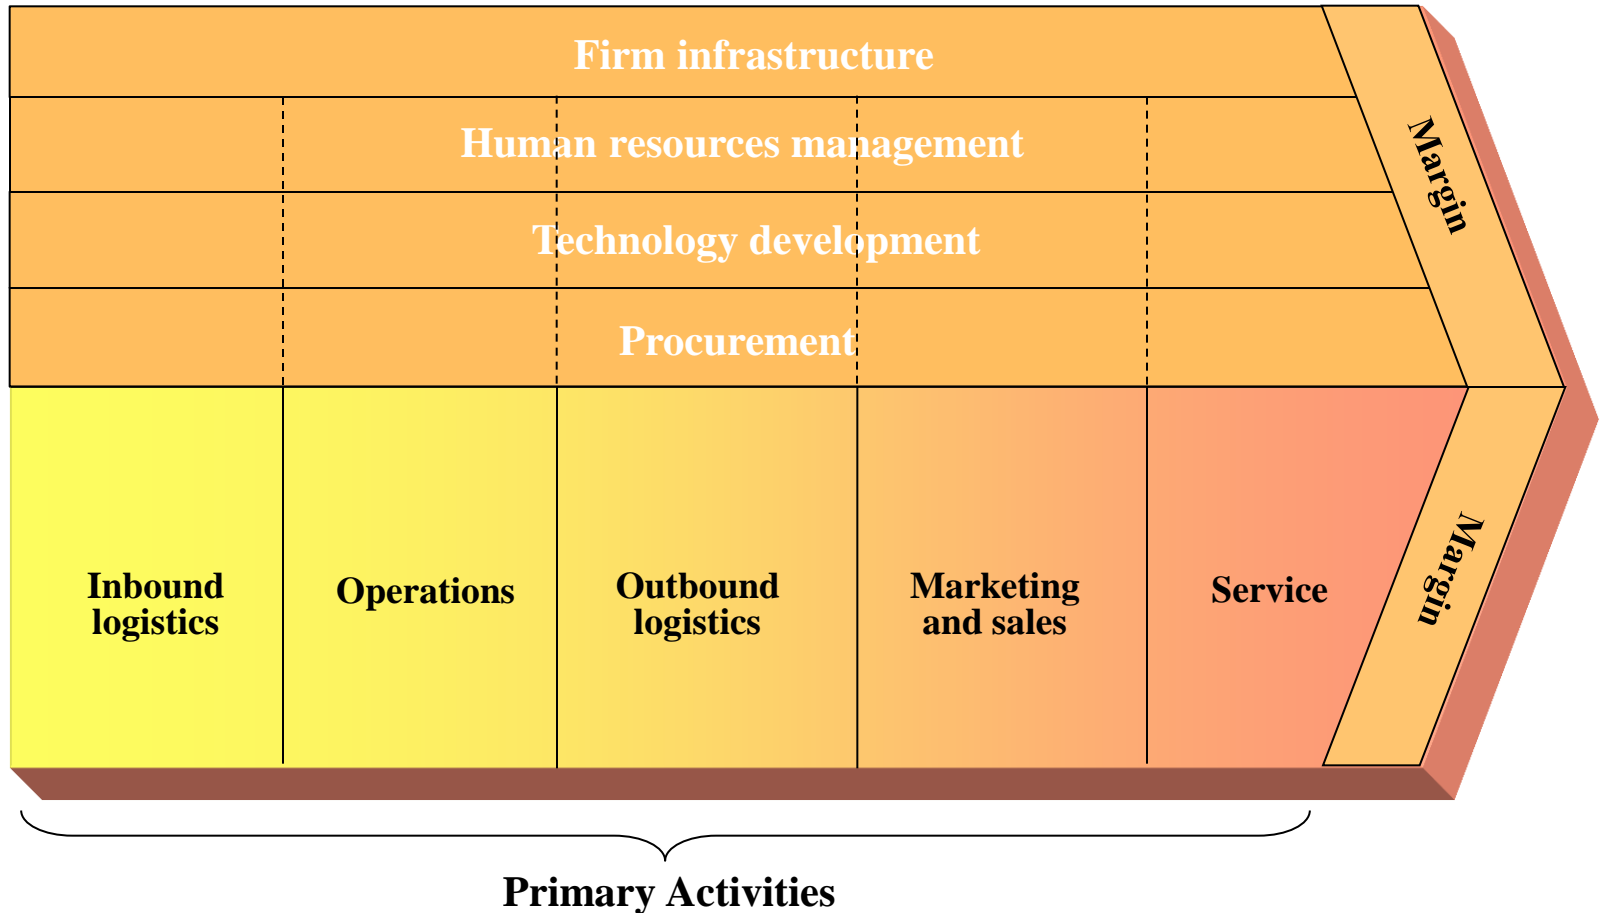 Firm infrastructure
Human resources management
Technology development
Procurement
Margin
Inbound
logistics
Operations
Outbound
logistics
Marketing
and sales
Service
Margin
Primary Activities